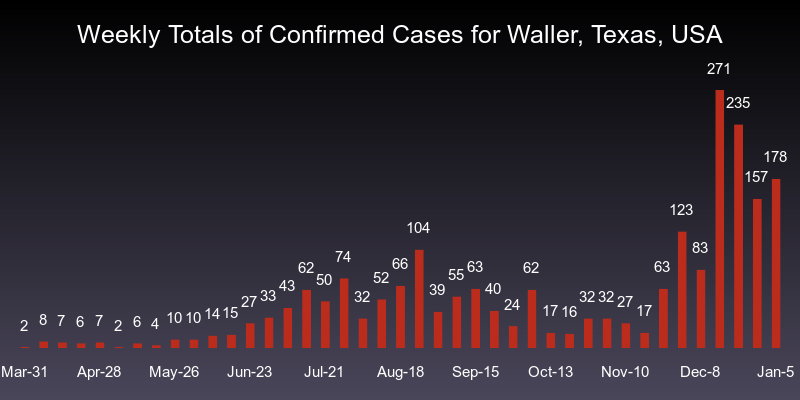 Weekly Totals of Confirmed Cases for Waller, Texas, USA
2 8 7 6 7 2 6 4 10 10 14 15 27 33 43 62 50 74 32 52 66 104 39 55 63 40 24 62 17 16 32 32 27 17 63 123 83 271 235 157 178
Mar-31 Apr-28 May-26 Jun-23 Jul-21 Aug-18 Sep-15 Oct-13 Nov-10 Dec-8 Jan-5